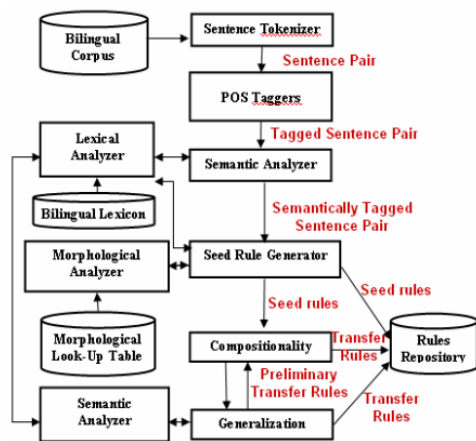 Bilingual
Corpus
Sentence Tokenizer
Sentence Pair
POS Taggers
Tagged Sentence Pair
Lexical
Analyzer
Semantic Analyzer
Bilingual Lexicon
Semantically Tagged
Sentence Pair
Morphological
Analyzer
Seed Rule Generator
Seed rules
Seed rules
Morphological
Look-Up Table
Compositionality
Transfer
Rules
Rules
Repository
Preliminary
Transfer Rules
Semantic
Analyzer
Generalization
Transfer
Rules